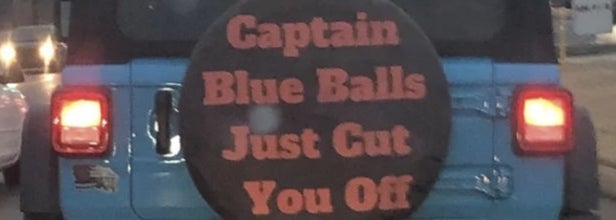 Captain
Blue Balls
Just Cut
You Off